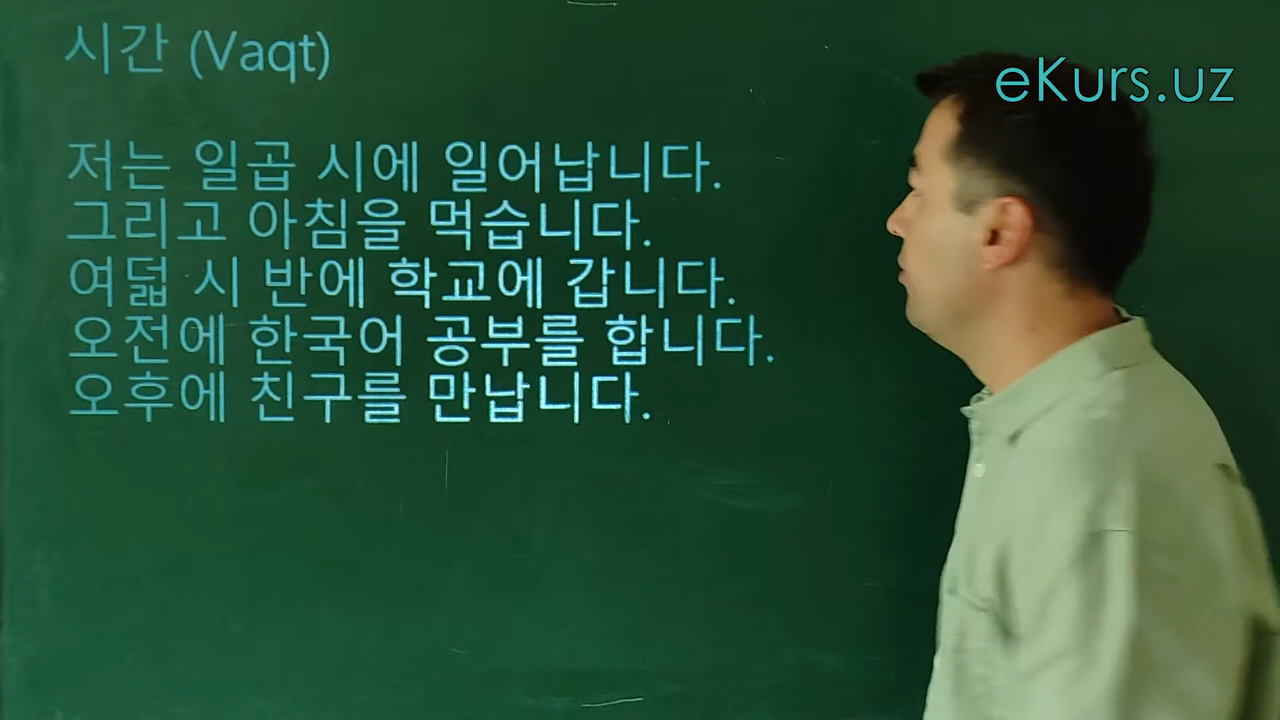 시간 (Vaqt)
eKurs.uz
저는 일곱 시에 일어납니다.
그리고 아침을 먹습니다.
여덟 시 반에 학교에 갑니다.
오전에 한국어 공부를 합니다.
오후에 친구를 만납니다.